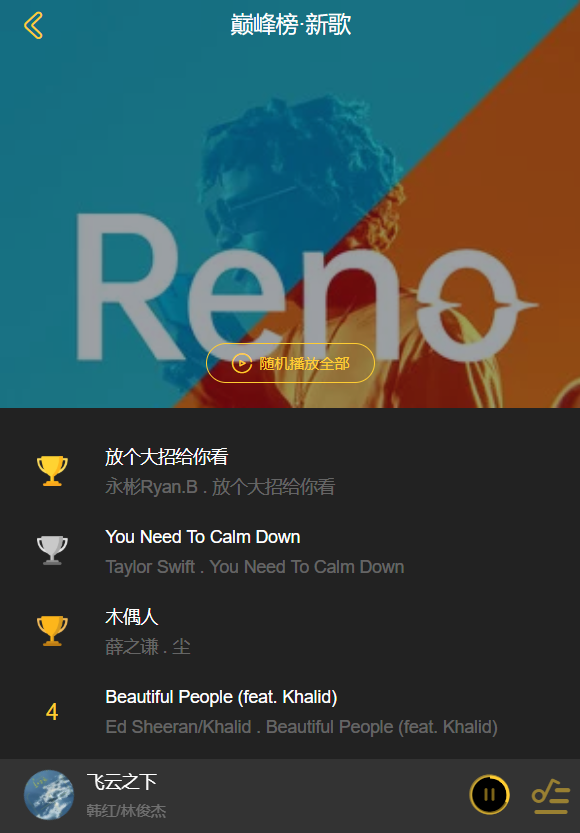 巅峰榜·新歌
Reno
随机播放全部
放个大招给你看
永彬Ryan.B . 放个大招给你看
You Need To Calm Down
Taylor Swift . You Need To Calm Down
木偶人
薛之谦 . 尘
4
Beautiful People (feat. Khalid)
Ed Sheeran/Khalid . Beautiful People (feat. Khalid)
飞云之下
韩红/林俊杰